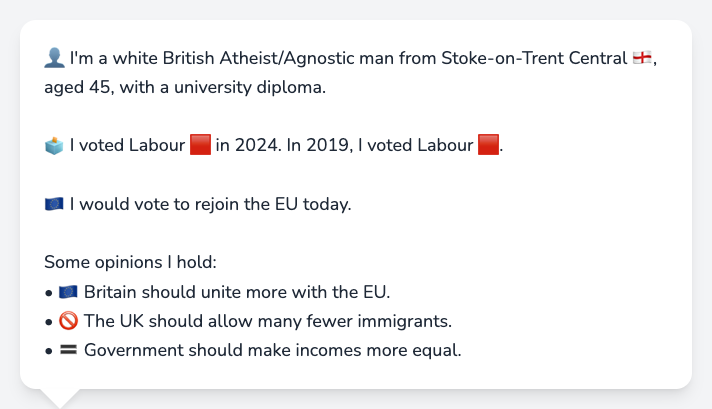 👤 I'm a white British Atheist/Agnostic man from Stoke-on-Trent Central 🏴󠁧󠁢󠁥󠁮󠁧󠁿,
aged 45, with a university diploma.
🗳️ I voted Labour 🟥 in 2024. In 2019, I voted Labour 🟥.
🇪🇺 I would vote to rejoin the EU today.
Some opinions I hold:
• 🇪🇺 Britain should unite more with the EU.
• 🚫 The UK should allow many fewer immigrants.
• 🟰 Government should make incomes more equal.